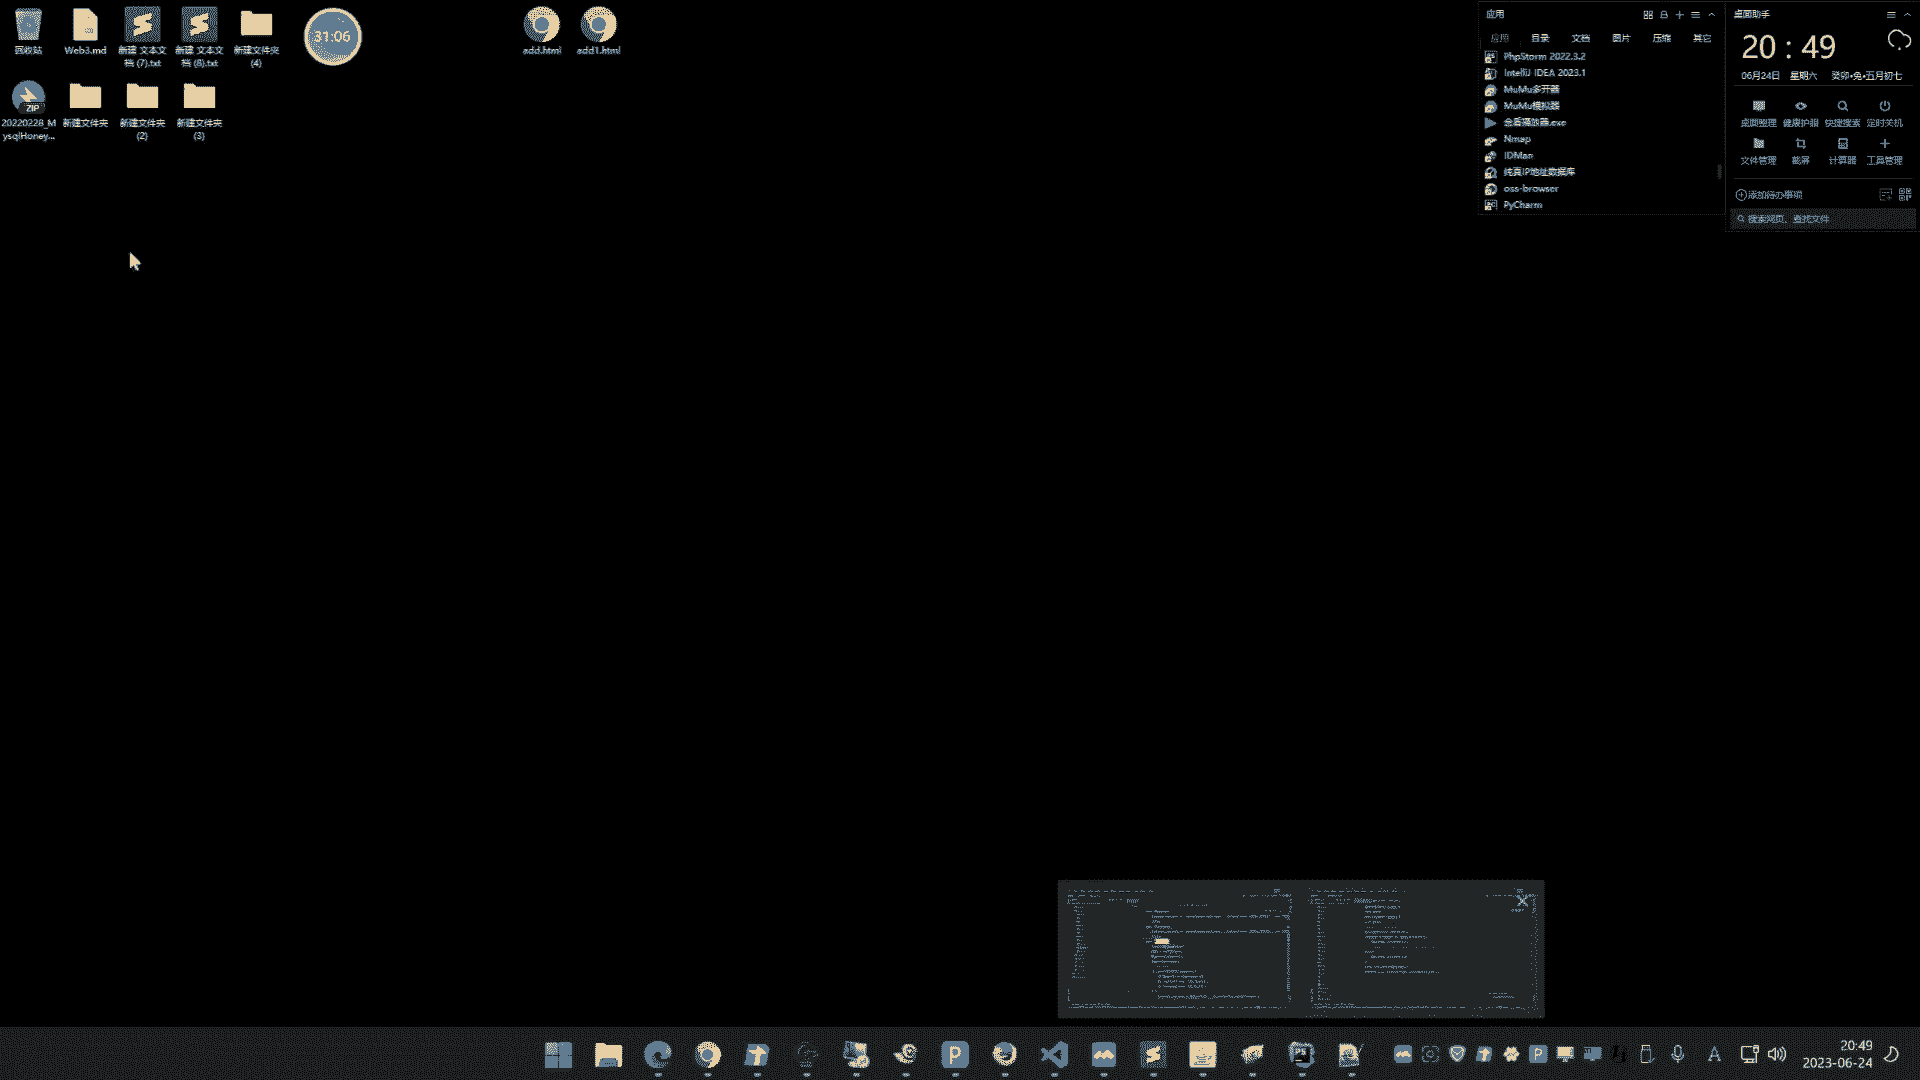 回收站
Web3.md
新建 文本文
档 (7).txt
新建 文本文
档 (8).txt
新建文件夹
(4)
31:06
add.html
add1.html
ZIP
20220228_M
ysqlHoney...
新建文件夹
新建文件夹
(2)
新建文件夹
(3)
应用
应用 目录 文档 图片 压缩 其它
PhpStorm 2022.3.2
IntelliJ IDEA 2023.1
MuMu多开器
MuMu模拟器
金盾播放器.exe
Nmap
IDMan
纯真IP地址数据库
oss-browser
PyCharm
桌面助手
20 : 49
06月24日 星期六 癸卯•兔•五月初七
桌面整理 健康护眼 快捷搜索 定时关机
文件管理 截屏 计算器 工具管理
添加待办事项
搜索网页、查找文件
20:49
2023-06-24